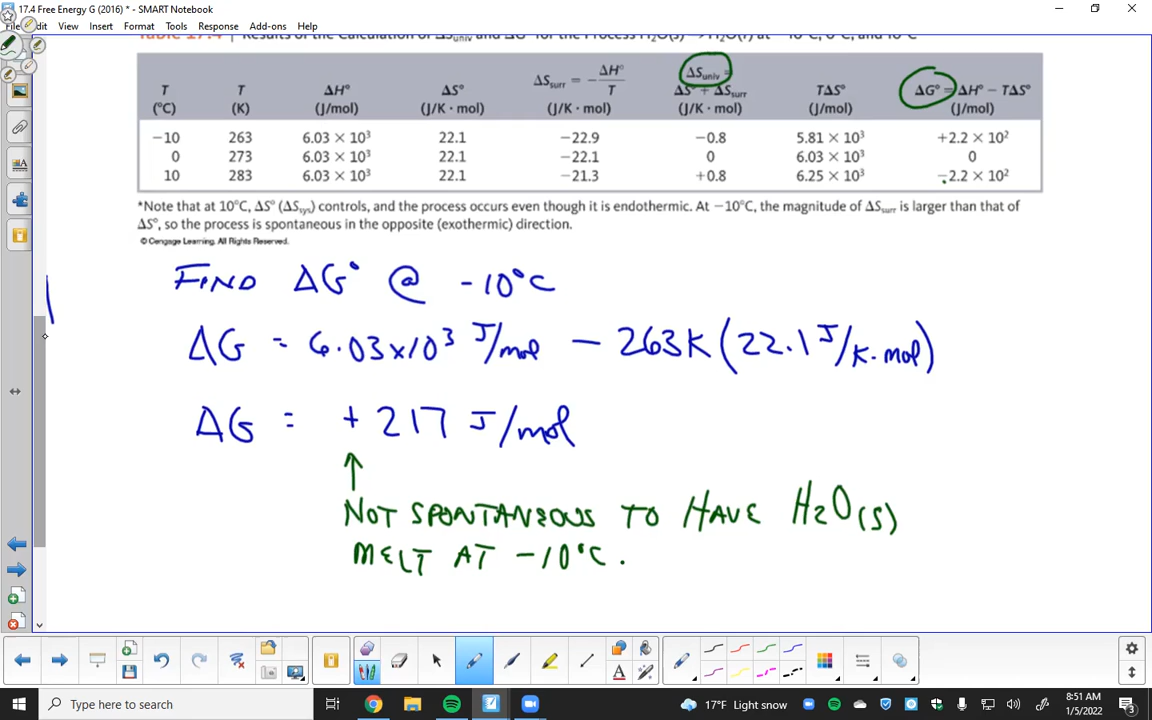 17.4 Free Energy G (2016) * - SMART Notebook
File Edit View Insert Format Tools Response Add-ons Help
T (°C) T (K) ΔH° (J/mol) ΔS° (J/K · mol) ΔSsurr = −ΔH°/T (J/K · mol) ΔSuniv = ΔS° + ΔSsurr (J/K · mol) TΔS° (J/mol) ΔG° = ΔH° − TΔS° (J/mol)
−10 263 6.03 × 10³ 22.1 −22.9 −0.8 5.81 × 10³ +2.2 × 10²
0 273 6.03 × 10³ 22.1 −22.1 0 6.03 × 10³ 0
10 283 6.03 × 10³ 22.1 −21.3 +0.8 6.25 × 10³ −2.2 × 10²
*Note that at 10°C, ΔS° (ΔSsys) controls, and the process occurs even though it is endothermic. At −10°C, the magnitude of ΔSsurr is larger than that of
ΔS°, so the process is spontaneous in the opposite (exothermic) direction.
© Cengage Learning. All Rights Reserved.
FIND ΔG° @ -10°C
ΔG = 6.03x10³ J/mol − 263K (22.1 J/K·mol)
ΔG = + 217 J/mol
↑
NOT SPONTANEOUS TO HAVE H2O(s)
MELT AT -10°C.
Type here to search
17°F Light snow
8:51 AM
1/5/2022
3